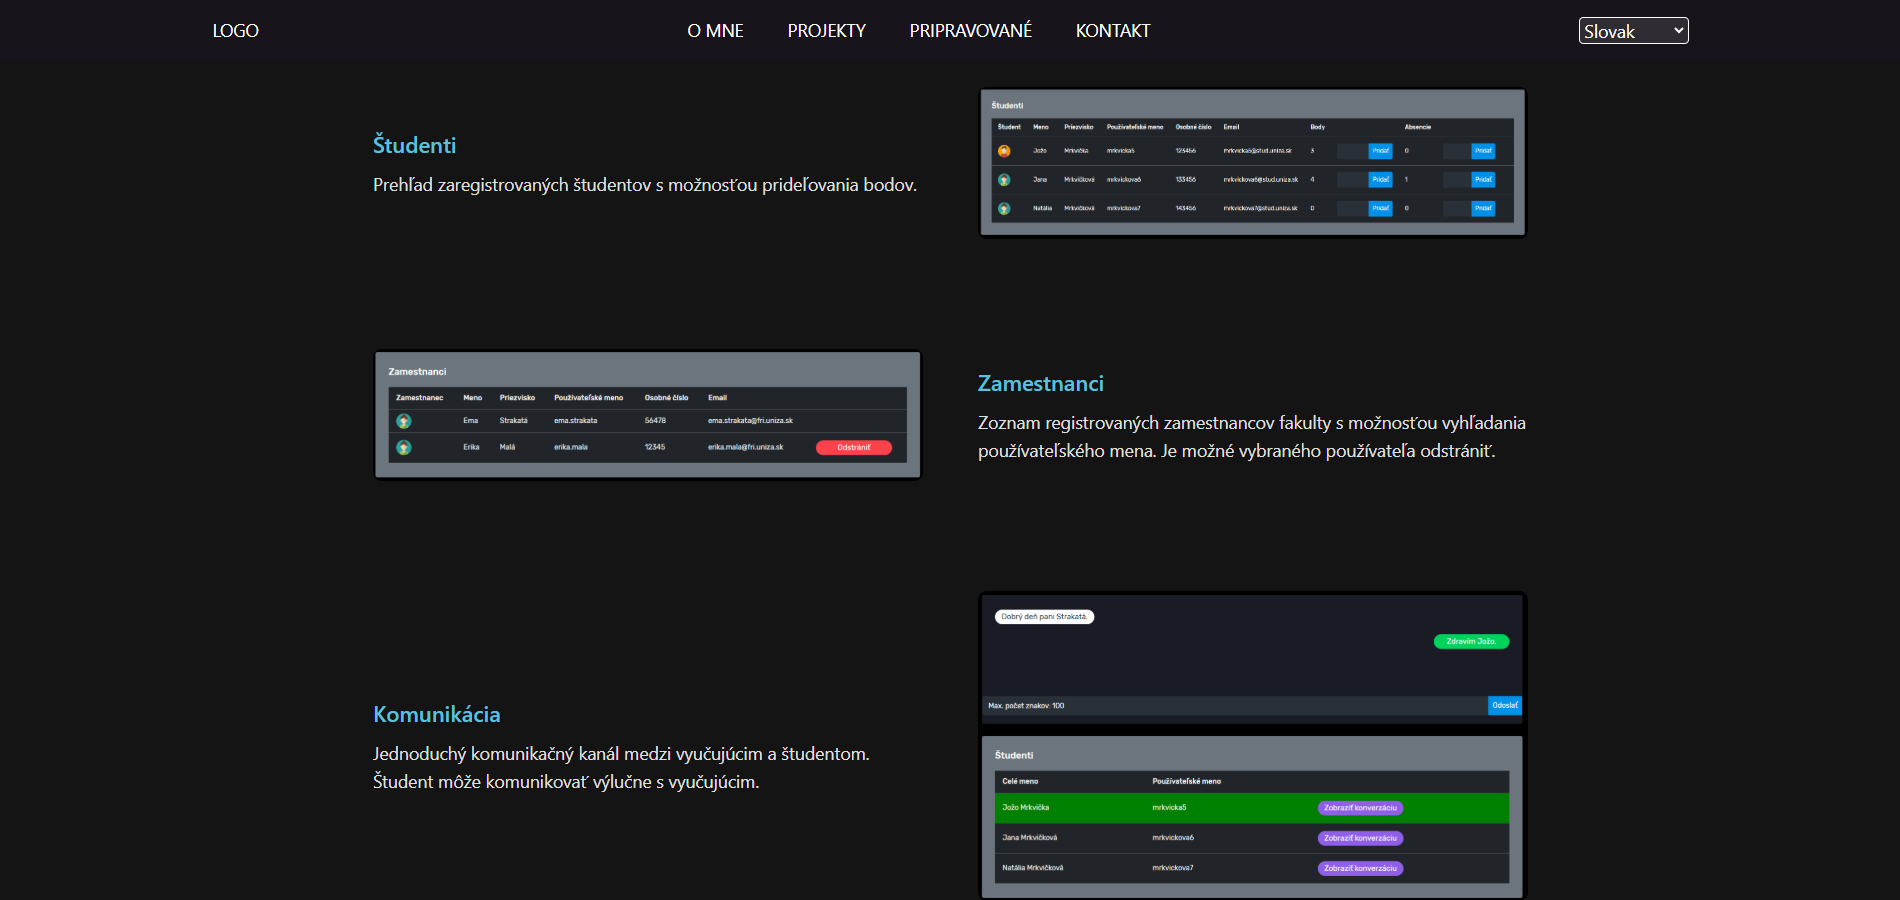 LOGO O MNE PROJEKTY PRIPRAVOVANÉ KONTAKT Slovak
Študenti
Prehľad zaregistrovaných študentov s možnosťou prideľovania bodov.
Študenti
Študent Meno Priezvisko Používateľské meno Osobné číslo Email Body Absencie
Jožo Mrkvička mrkvicka5 123456 mrkvicka5@stud.uniza.sk 3 Pridať 0 Pridať
Jana Mrkvičková mrkvickova6 133456 mrkvickova6@stud.uniza.sk 4 Pridať 1 Pridať
Natália Mrkvičková mrkvickova7 143456 mrkvickova7@stud.uniza.sk 0 Pridať 0 Pridať
Zamestnanci
Zamestnanec Meno Priezvisko Používateľské meno Osobné číslo Email
Ema Strakatá ema.strakata 56478 ema.strakata@fri.uniza.sk
Erika Malá erika.mala 12345 erika.mala@fri.uniza.sk Odstrániť
Zamestnanci
Zoznam registrovaných zamestnancov fakulty s možnosťou vyhľadania
používateľského mena. Je možné vybraného používateľa odstrániť.
Komunikácia
Jednoduchý komunikačný kanál medzi vyučujúcim a študentom.
Študent môže komunikovať výlučne s vyučujúcim.
Dobrý deň pani Strakatá.
Zdravím Jožo.
Max. počet znakov: 100 Odoslať
Študenti
Celé meno Používateľské meno
Jožo Mrkvička mrkvicka5 Zobraziť konverzáciu
Jana Mrkvičková mrkvickova6 Zobraziť konverzáciu
Natália Mrkvičková mrkvickova7 Zobraziť konverzáciu